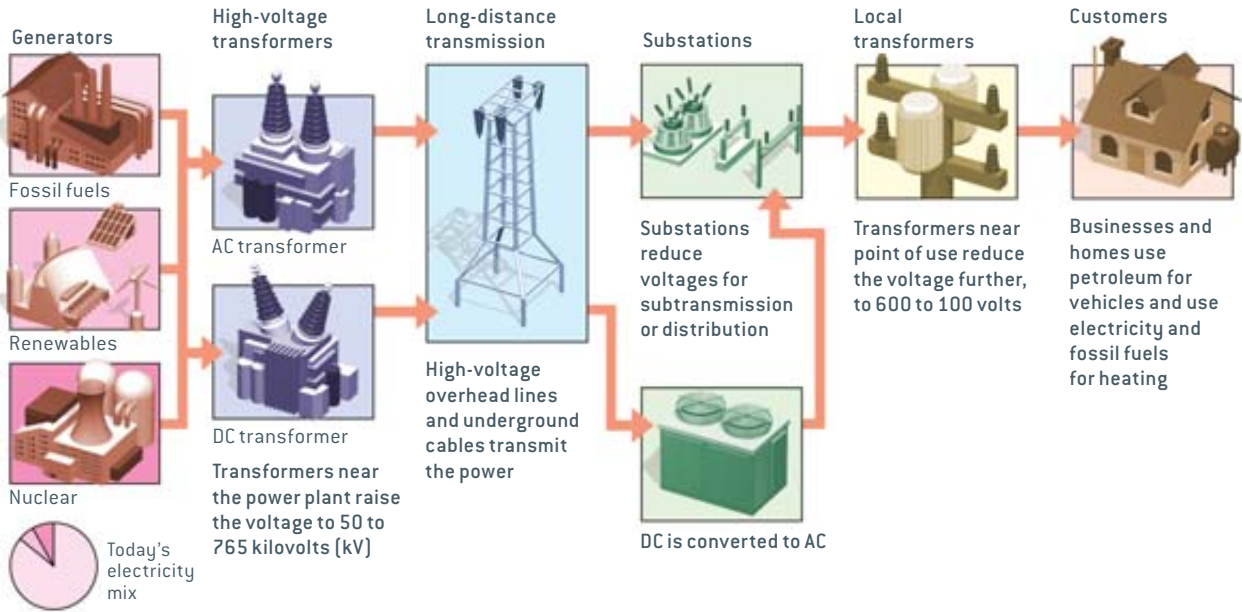 Generators
Fossil fuels
Renewables
Nuclear
Today's
electricity
mix
High-voltage
transformers
AC transformer
DC transformer
Transformers near
the power plant raise
the voltage to 50 to
765 kilovolts (kV)
Long-distance
transmission
High-voltage
overhead lines
and underground
cables transmit
the power
Substations
Substations
reduce
voltages for
subtransmission
or distribution
DC is converted to AC
Local
transformers
Transformers near
point of use reduce
the voltage further,
to 600 to 100 volts
Customers
Businesses and
homes use
petroleum for
vehicles and use
electricity and
fossil fuels
for heating